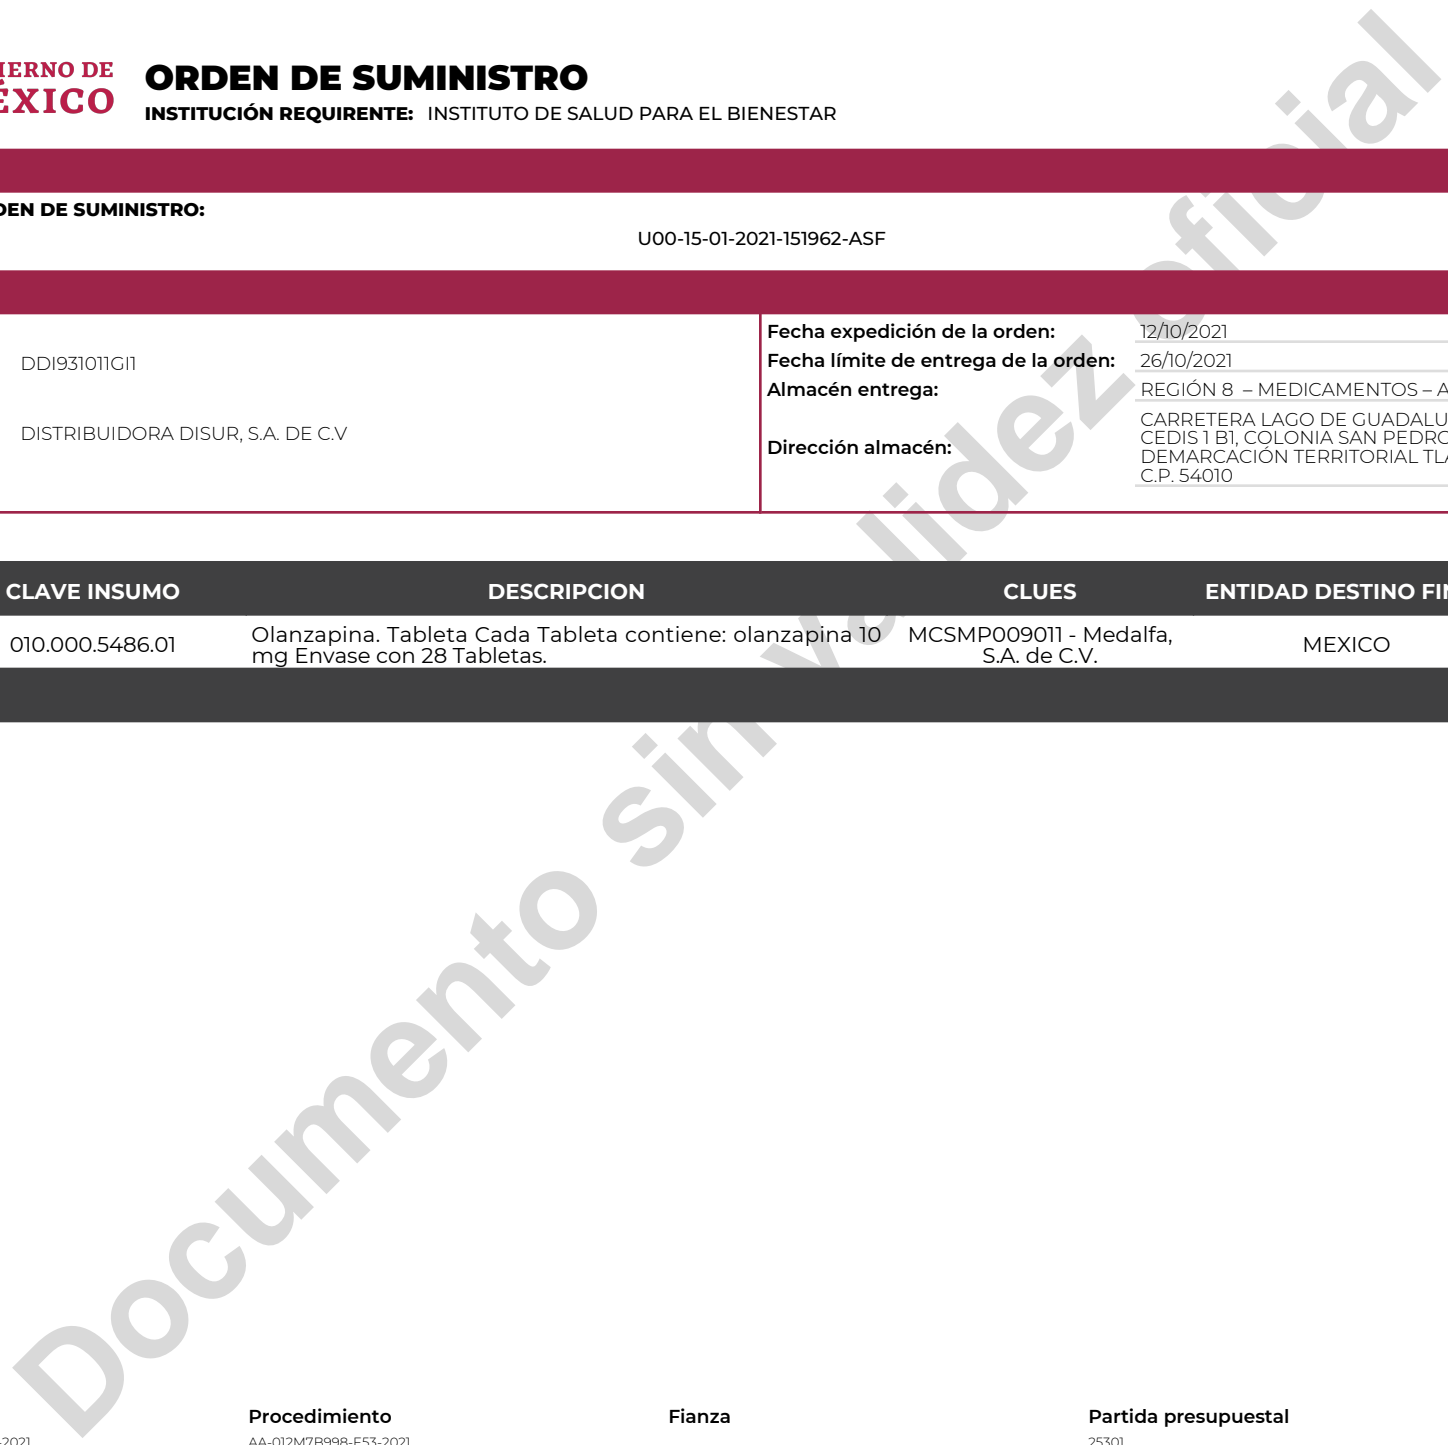 ORDEN DE SUMINISTRO
INSTITUCIÓN REQUIRENTE: INSTITUTO DE SALUD PARA EL BIENESTAR
DE
MÉXICO
DE SUMINISTRO:
U00-15-01-2021-151962-ASF
DDI931011GI1
DISTRIBUIDORA DISUR, S.A. DE C.V
Fecha expedición de la orden: 12/10/2021
Fecha límite de entrega de la orden: 26/10/2021
Almacén entrega: REGIÓN 8 – MEDICAMENTOS – A
Dirección almacén:
CARRETERA LAGO DE GUADALU
CEDIS 1 B1, COLONIA SAN PEDRO
DEMARCACIÓN TERRITORIAL TLA
C.P. 54010
CLAVE INSUMO DESCRIPCION CLUES ENTIDAD DESTINO FIN
010.000.5486.01
Olanzapina. Tableta Cada Tableta contiene: olanzapina 10
mg Envase con 28 Tabletas.
MCSMP009011 - Medalfa,
S.A. de C.V.
MEXICO
Documento sin validez oficial
Procedimiento Fianza Partida presupuestal
-2021 AA-012M7B998-E53-2021 25301